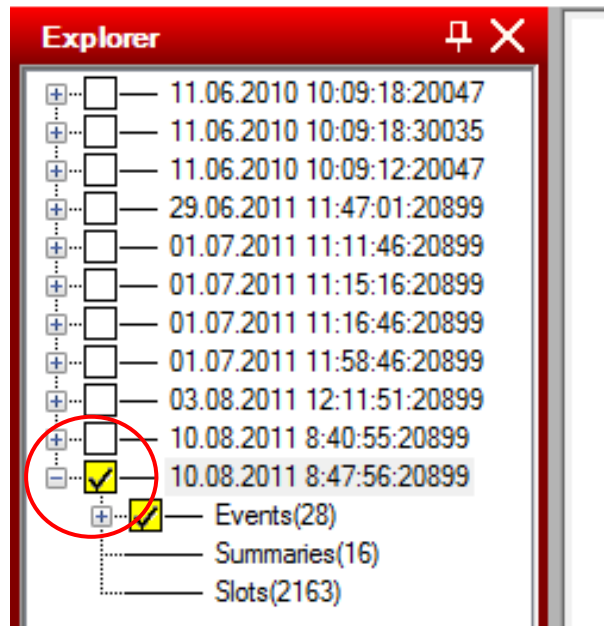 Explorer
11.06.2010 10:09:18:20047
11.06.2010 10:09:18:30035
11.06.2010 10:09:12:20047
29.06.2011 11:47:01:20899
01.07.2011 11:11:46:20899
01.07.2011 11:15:16:20899
01.07.2011 11:16:46:20899
01.07.2011 11:58:46:20899
03.08.2011 12:11:51:20899
10.08.2011 8:40:55:20899
10.08.2011 8:47:56:20899
Events(28)
Summaries(16)
Slots(2163)